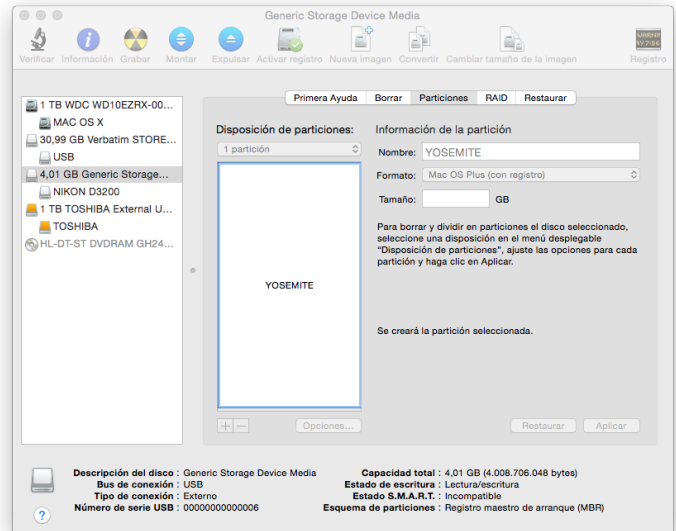 Generic Storage Device Media
Verificar Información Grabar Montar Expulsar Activar registro Nueva imagen Convertir Cambiar tamaño de la imagen Registro
1 TB WDC WD10EZRX-00...
MAC OS X
30,99 GB Verbatim STORE...
USB
4,01 GB Generic Storage...
NIKON D3200
1 TB TOSHIBA External U...
TOSHIBA
HL-DT-ST DVDRAM GH24...
Primera Ayuda Borrar Particiones RAID Restaurar
Disposición de particiones:
1 partición
YOSEMITE
Opciones...
Información de la partición
Nombre: YOSEMITE
Formato: Mac OS Plus (con registro)
Tamaño: GB
Para borrar y dividir en particiones el disco seleccionado,
seleccione una disposición en el menú desplegable
“Disposición de particiones”, ajuste las opciones para cada
partición y haga clic en Aplicar.
Se creará la partición seleccionada.
Restaurar Aplicar
Descripción del disco : Generic Storage Device Media
Bus de conexión : USB
Tipo de conexión : Externo
Número de serie USB : 00000000000006
Capacidad total : 4,01 GB (4.008.706.048 bytes)
Estado de escritura : Lectura/escritura
Estado S.M.A.R.T. : Incompatible
Esquema de particiones : Registro maestro de arranque (MBR)
?